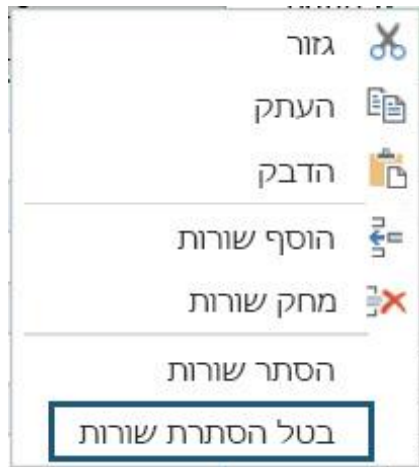 גזור
העתק
הדבק
הוסף שורות
מחק שורות
הסתר שורות
בטל הסתרת שורות